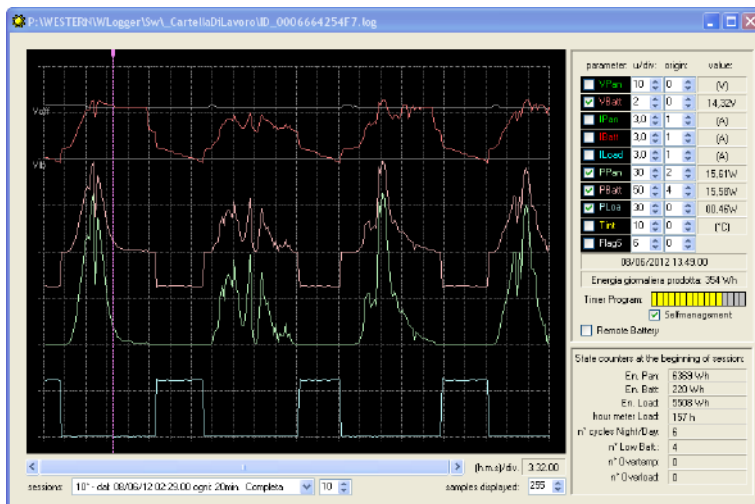 P:\WESTERN\WLogger\Sw\_CartellaDiLavoro\ID_0006664254F7.log
Voff
parameter: u/div: origin: value:
VPan 10 0 (V)
VBatt 2 0 14,32V
IPan 3,0 1 (A)
IBatt 3,0 1 (A)
ILoad 3,0 1 (A)
PPan 30 2 15,61W
PBatt 50 4 15,58W
PLoa 30 0 00,46W
Tint 10 0 (°C)
FlagS 6 0
08/06/2012 13.49.00
Energia giornaliera prodotta: 354 Wh
Timer Program:
Selfmanagement
Remote Battery
State counters at the beginning of session:
En. Pan: 6369 Wh
En. Batt: 220 Wh
En. Load: 5508 Wh
hour meter Load: 157 h
n° cycles Night/Day: 6
n° Low Batt.: 4
n° Overtemp: 0
n° Overload: 0
(h.m.s)/div. 3.32.00
sessions: 10° - dal: 08/06/12 02.29.00 ogni: 20min. Completa 10 samples displayed: 255